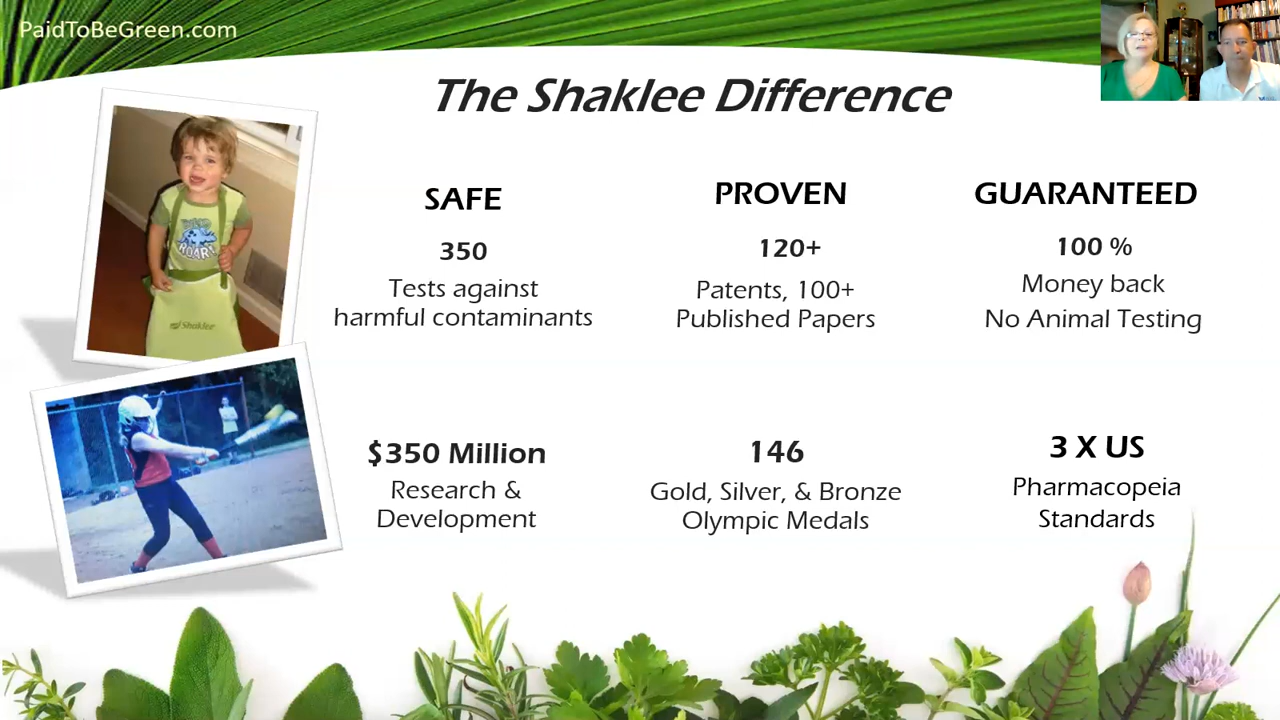 PaidToBeGreen.com
The Shaklee Difference
SAFE
350
Tests against
harmful contaminants
PROVEN
120+
Patents, 100+
Published Papers
GUARANTEED
100 %
Money back
No Animal Testing
ROAR!
Shaklee
$350 Million
Research &
Development
146
Gold, Silver, & Bronze
Olympic Medals
3 X US
Pharmacopeia
Standards